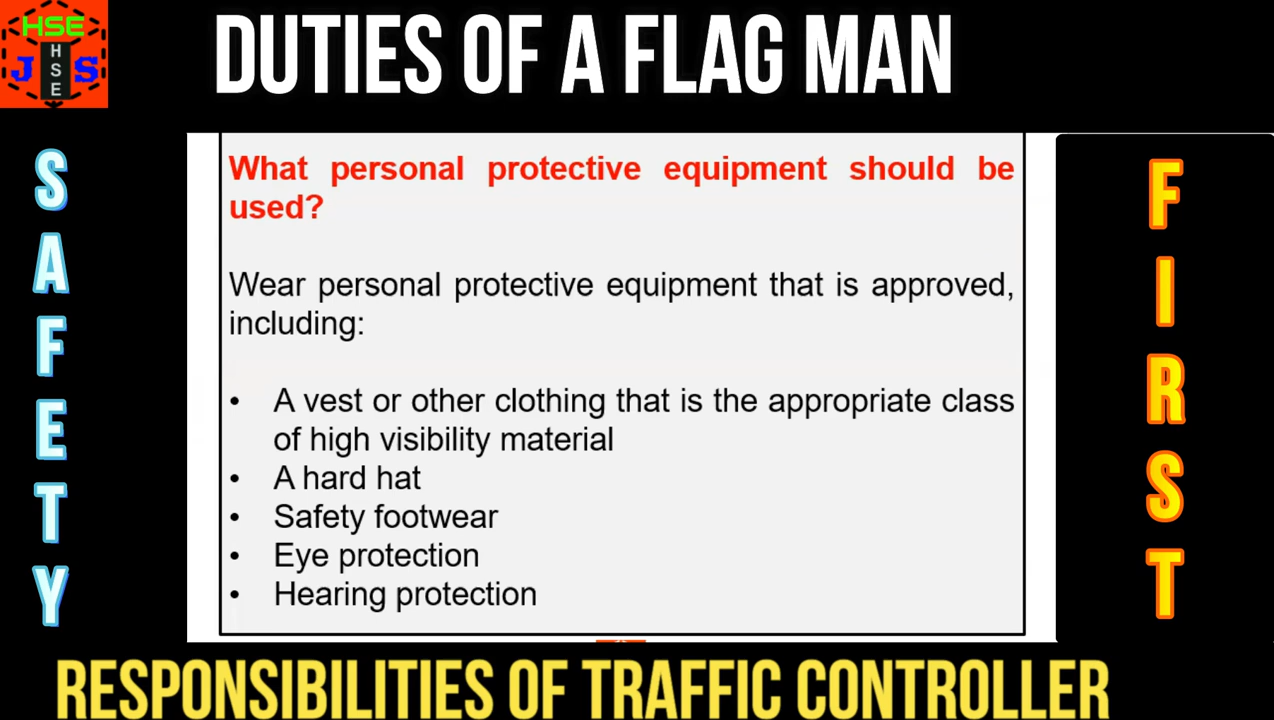 HSE
H
J S
S
E
DUTIES OF A FLAG MAN
SAFETY
What personal protective equipment should be
used?
Wear personal protective equipment that is approved,
including:
• A vest or other clothing that is the appropriate class
of high visibility material
• A hard hat
• Safety footwear
• Eye protection
• Hearing protection
FIRST
RESPONSIBILITIES OF TRAFFIC CONTROLLER